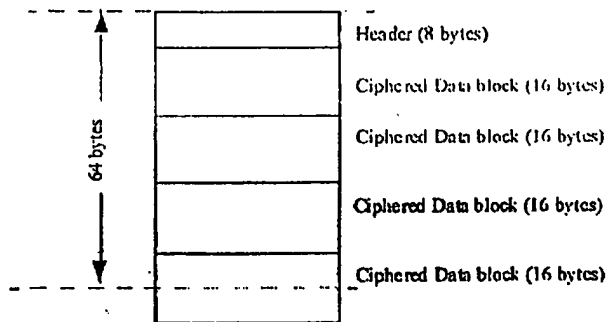 Header (8 bytes)
Ciphered Data block (16 bytes)
Ciphered Data block (16 bytes)
64 bytes
Ciphered Data block (16 bytes)
Ciphered Data block (16 bytes)